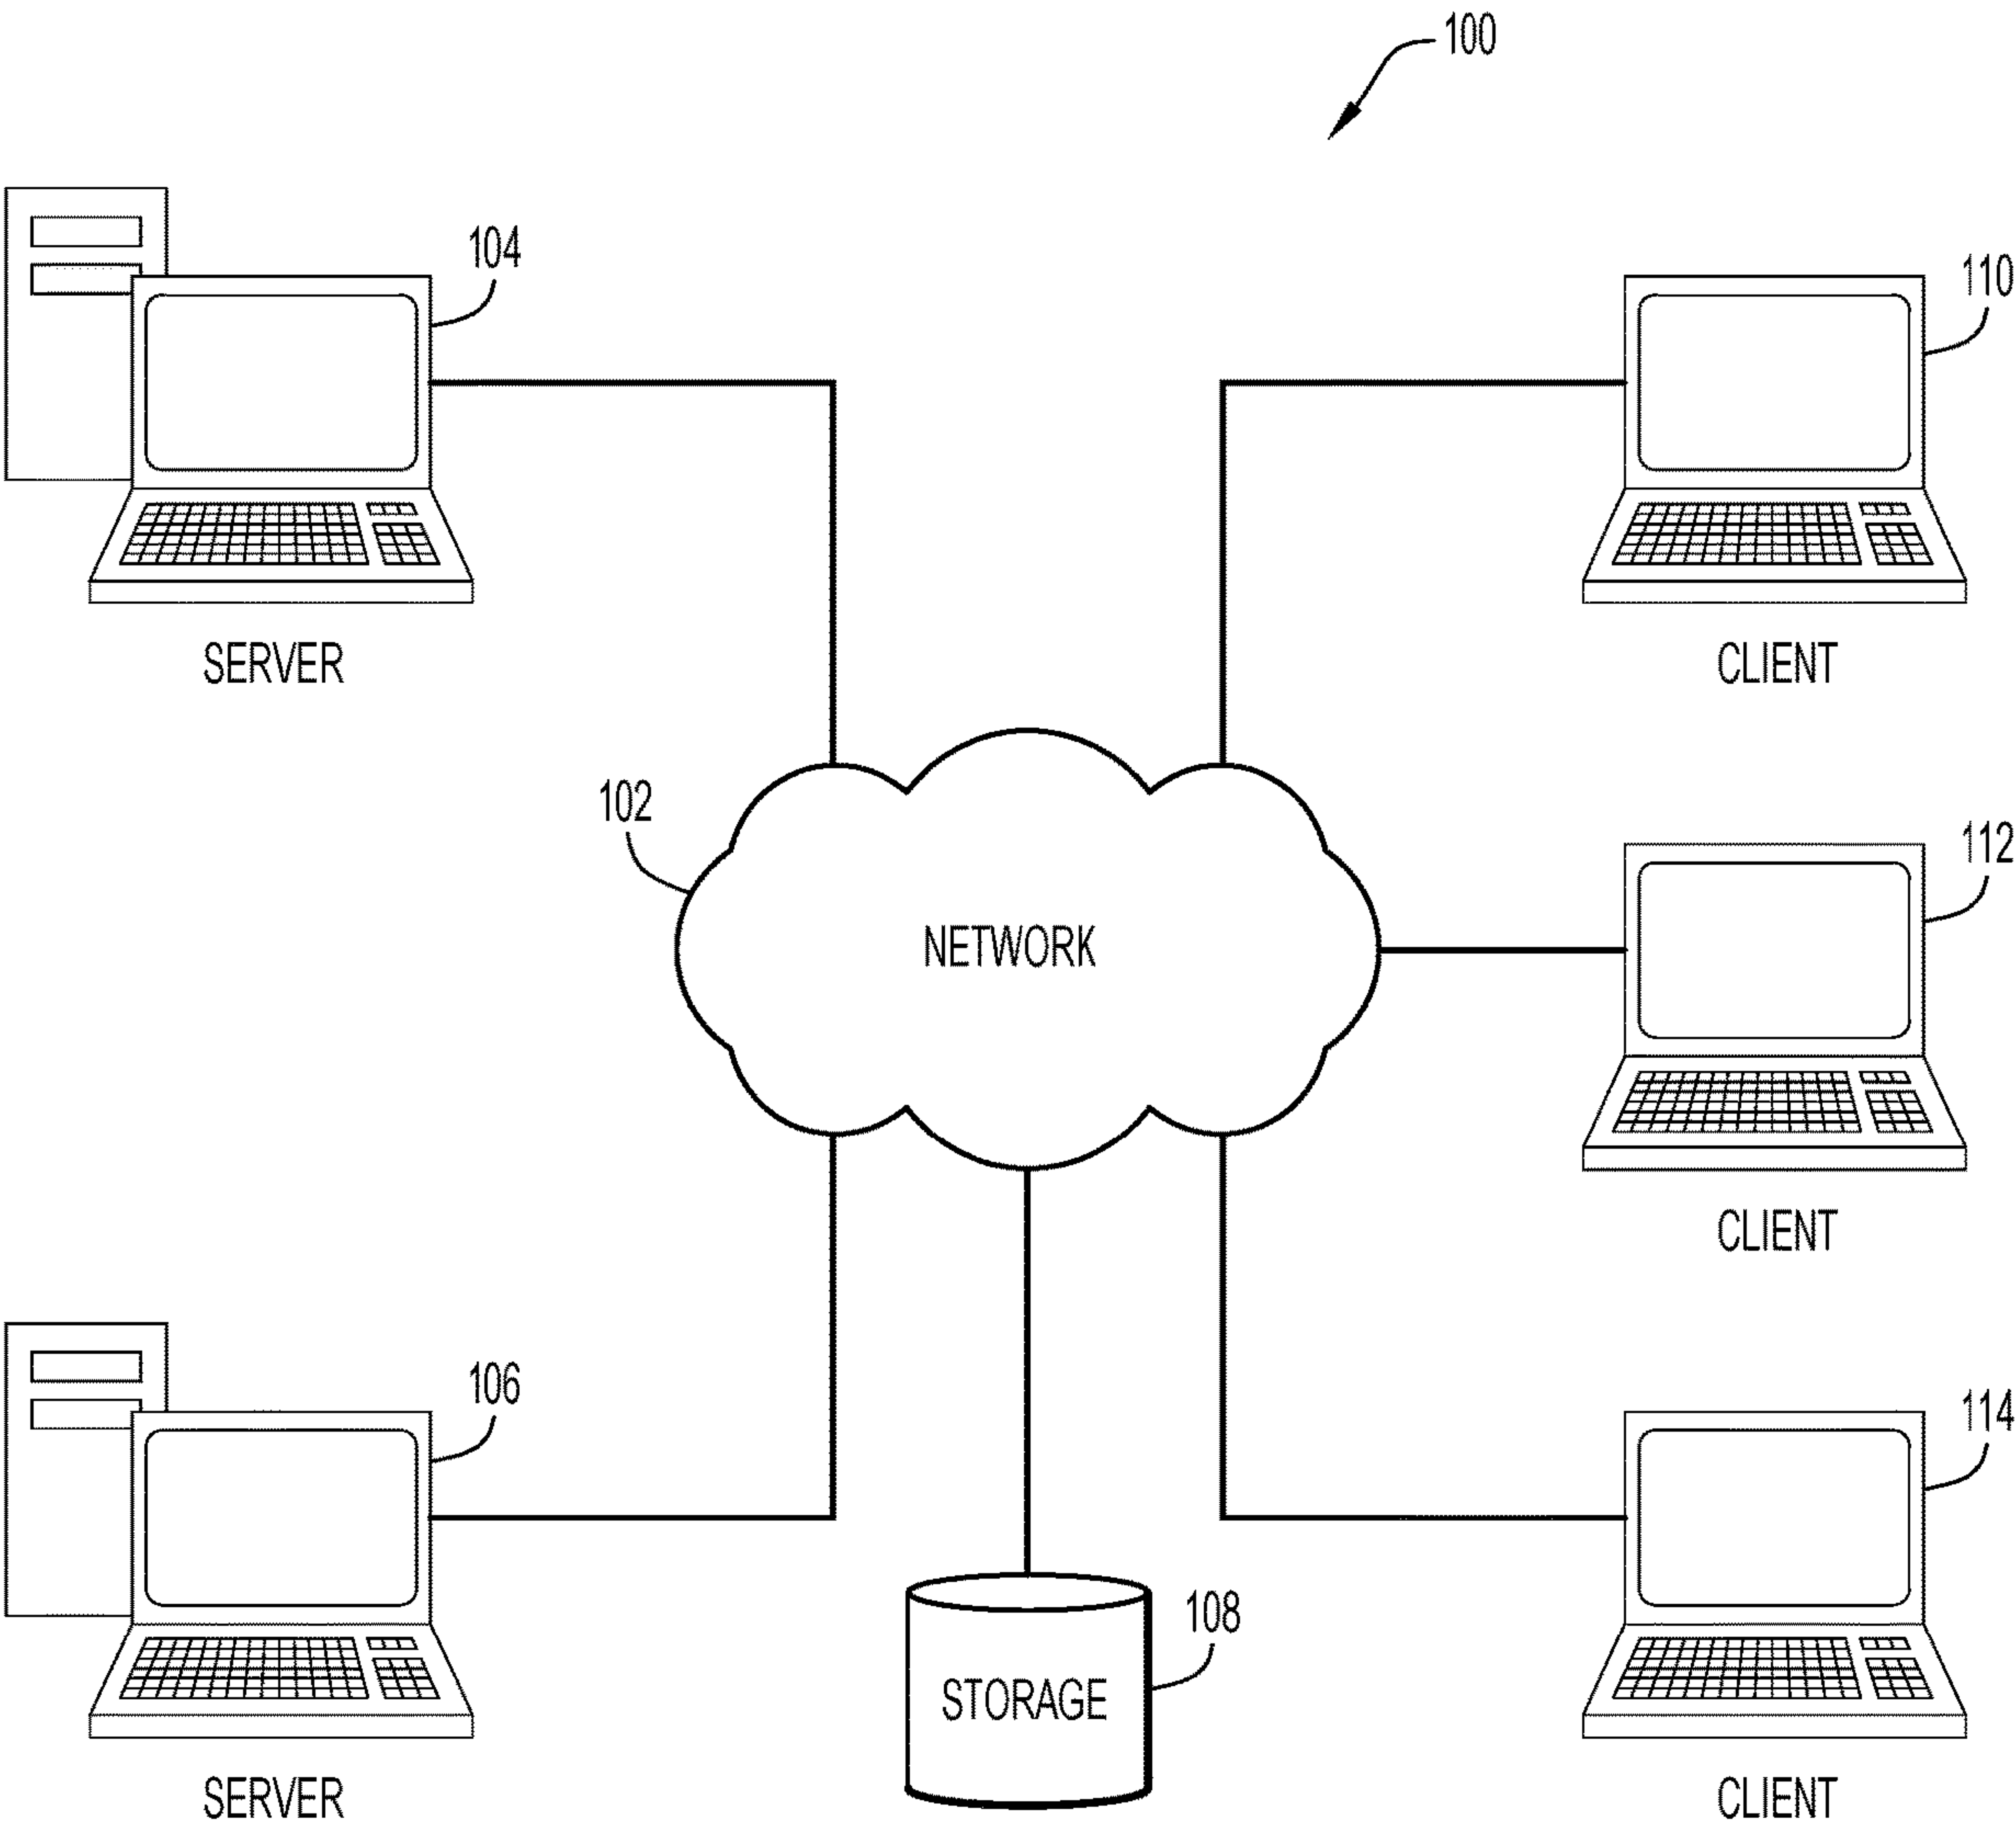 100
104
110
SERVER
CLIENT
102
112
NETWORK
CLIENT
106
114
108
STORAGE
SERVER
CLIENT